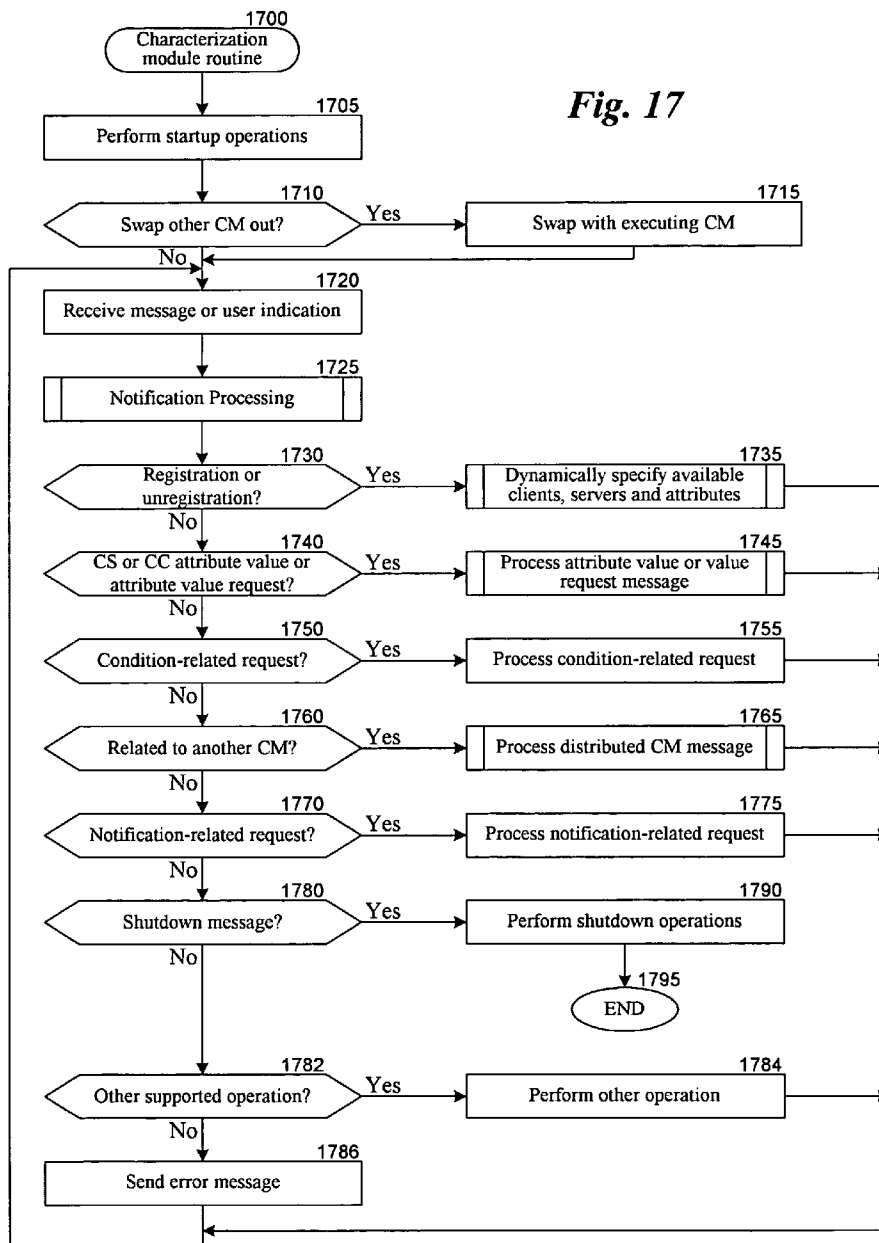 1700
Characterization
module routine
Fig. 17
1705
Perform startup operations
1710
Swap other CM out?
Yes
1715
Swap with executing CM
No
1720
Receive message or user indication
1725
Notification Processing
1730
Registration or
unregistration?
Yes
1735
Dynamically specify available
clients, servers and attributes
No
1740
CS or CC attribute value or
attribute value request?
Yes
1745
Process attribute value or value
request message
No
1750
Condition-related request?
Yes
1755
Process condition-related request
No
1760
Related to another CM?
Yes
1765
Process distributed CM message
No
1770
Notification-related request?
Yes
1775
Process notification-related request
No
1780
Shutdown message?
Yes
1790
Perform shutdown operations
No
1795
END
1782
Other supported operation?
Yes
1784
Perform other operation
No
1786
Send error message